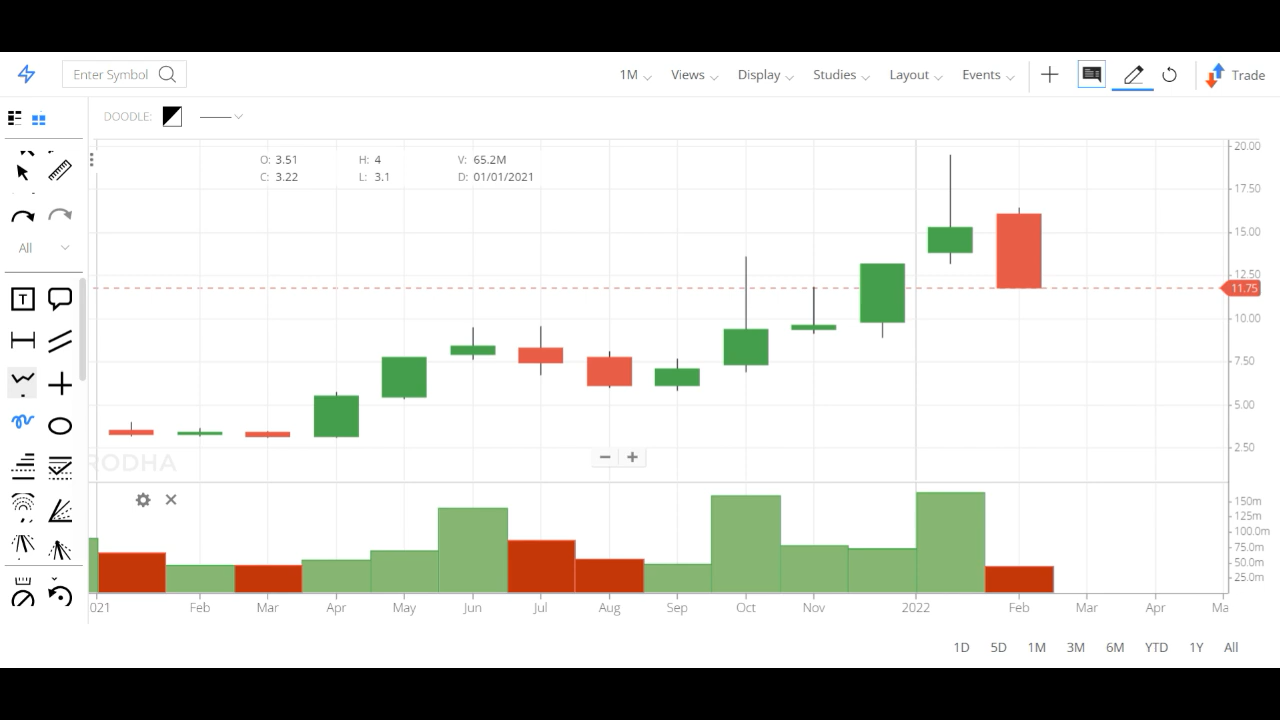 Enter Symbol 1M Views Display Studies Layout Events Trade
DOODLE:
O: 3.51 H: 4 V: 65.2M
C: 3.22 L: 3.1 D: 01/01/2021
All
T
20.00
17.50
15.00
12.50
11.75
10.00
7.50
5.00
2.50
RODHA
150m
125m
100.0m
75.0m
50.0m
25.0m
021 Feb Mar Apr May Jun Jul Aug Sep Oct Nov 2022 Feb Mar Apr Ma
1D 5D 1M 3M 6M YTD 1Y All